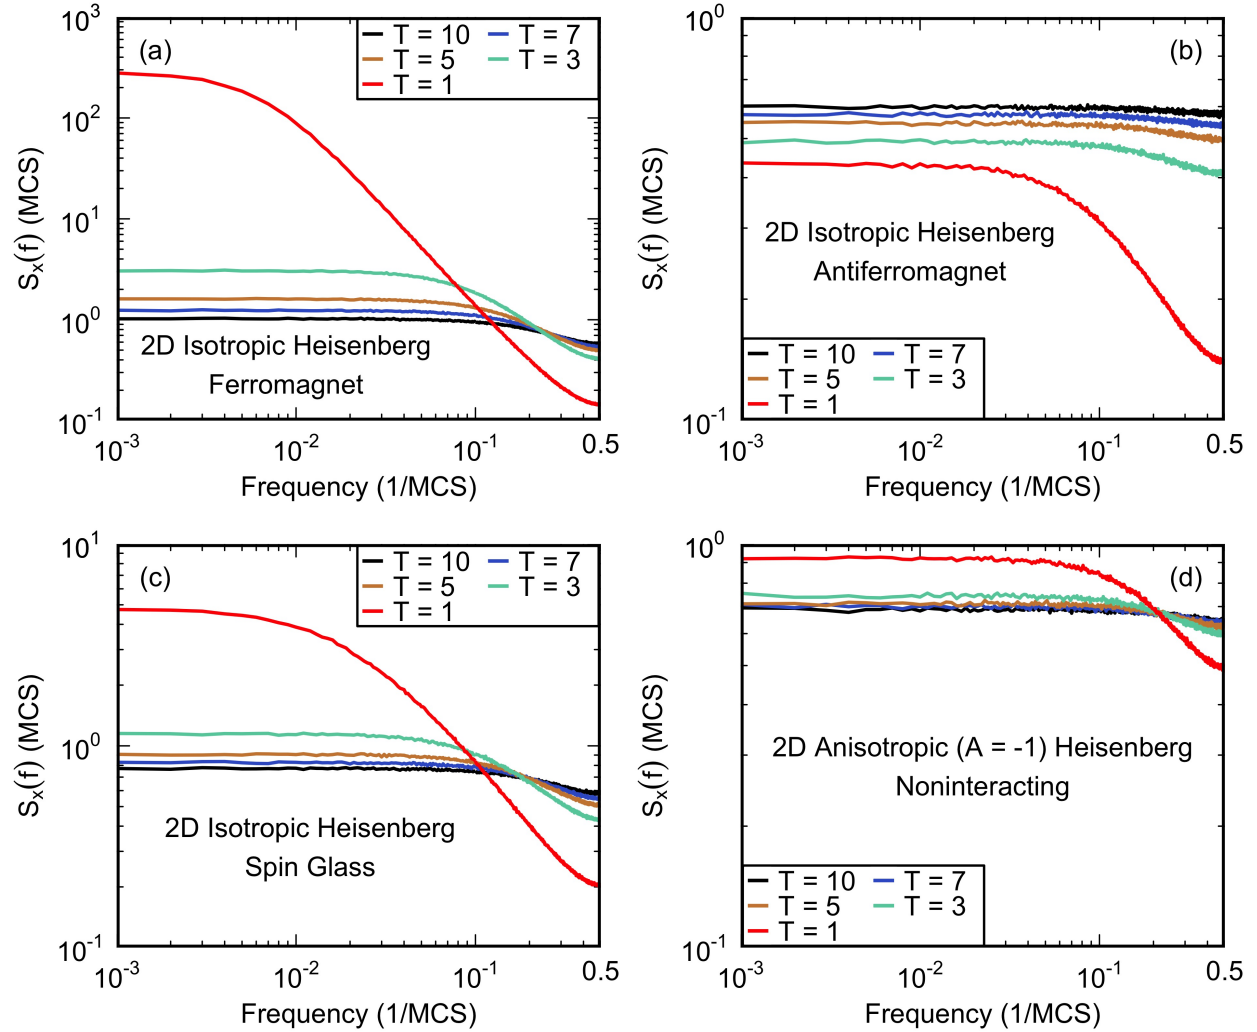 (a)
T = 10 T = 7
T = 5 T = 3
T = 1
10³
10²
10¹
10⁰
10⁻¹
Sₓ(f) (MCS)
2D Isotropic Heisenberg
Ferromagnet
10⁻³ 10⁻² 10⁻¹ 0.5
Frequency (1/MCS)
(b)
10⁰
10⁻¹
Sₓ(f) (MCS)
2D Isotropic Heisenberg
Antiferromagnet
T = 10 T = 7
T = 5 T = 3
T = 1
10⁻³ 10⁻² 10⁻¹ 0.5
Frequency (1/MCS)
(c)
T = 10 T = 7
T = 5 T = 3
T = 1
10¹
10⁰
10⁻¹
Sₓ(f) (MCS)
2D Isotropic Heisenberg
Spin Glass
10⁻³ 10⁻² 10⁻¹ 0.5
Frequency (1/MCS)
(d)
10⁰
10⁻¹
Sₓ(f) (MCS)
2D Anisotropic (A = -1) Heisenberg
Noninteracting
T = 10 T = 7
T = 5 T = 3
T = 1
10⁻³ 10⁻² 10⁻¹ 0.5
Frequency (1/MCS)